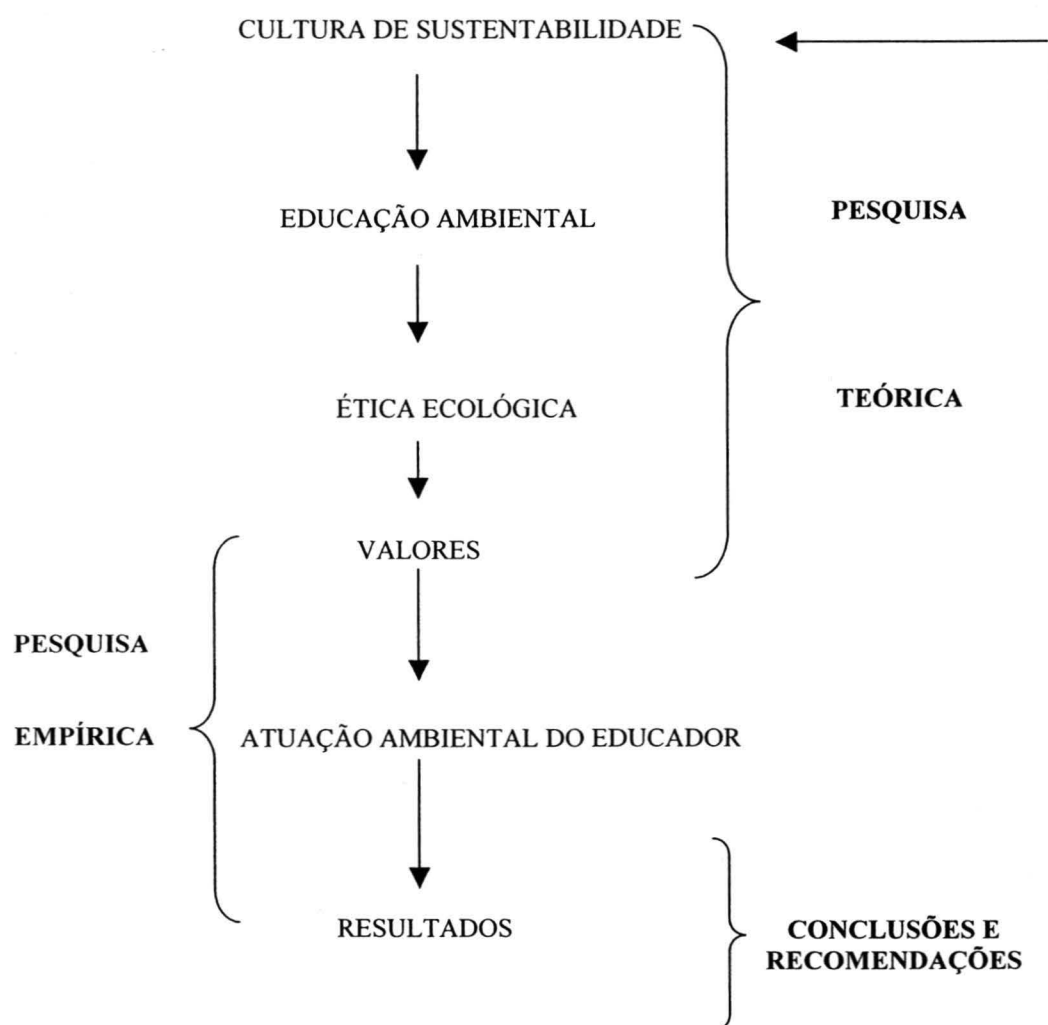 CULTURA DE SUSTENTABILIDADE
EDUCAÇÃO AMBIENTAL
PESQUISA
ÉTICA ECOLÓGICA
TEÓRICA
VALORES
PESQUISA
EMPÍRICA
ATUAÇÃO AMBIENTAL DO EDUCADOR
RESULTADOS
CONCLUSÕES E
RECOMENDAÇÕES